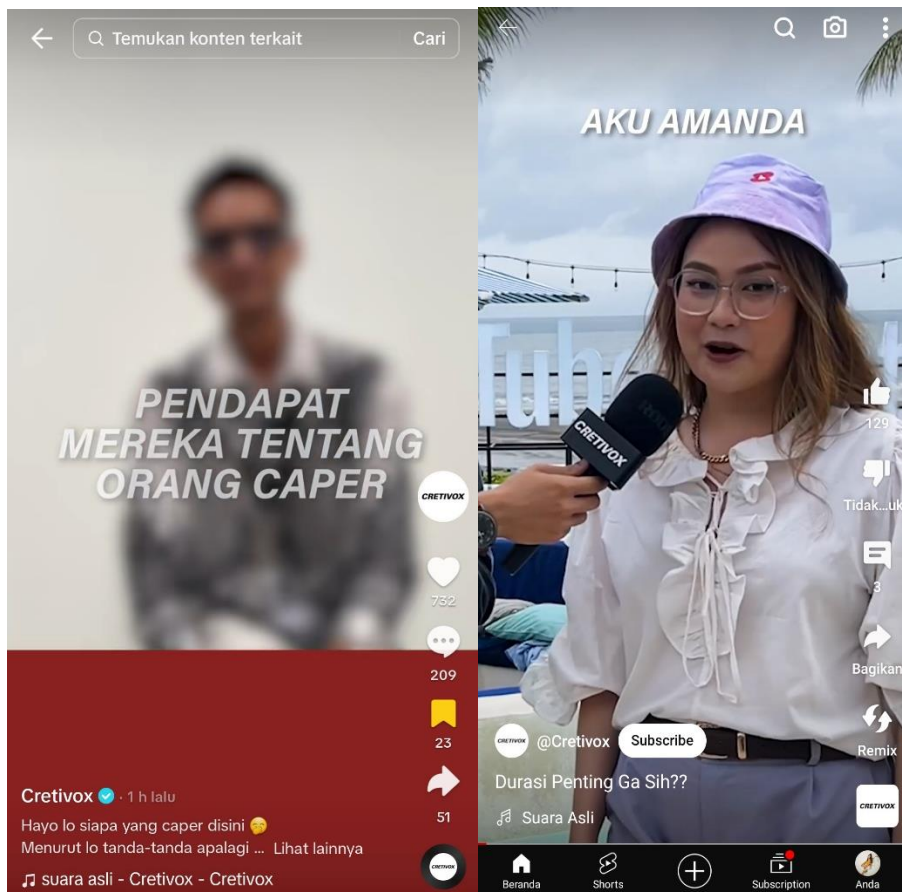 Temukan konten terkait Cari
PENDAPAT
MEREKA TENTANG
ORANG CAPER
CRETIVOX
732
209
23
51
Cretivox · 1 h lalu
Hayo lo siapa yang caper disini 🤫
Menurut lo tanda-tanda apalagi ... Lihat lainnya
suara asli - Cretivox - Cretivox
CRETIVOX
AKU AMANDA
CRETIVOX
129
Tidak...uk
3
Bagikan
Remix
CRETIVOX @Cretivox Subscribe
Durasi Penting Ga Sih??
Suara Asli
CRETIVOX
Beranda Shorts Subscription Anda